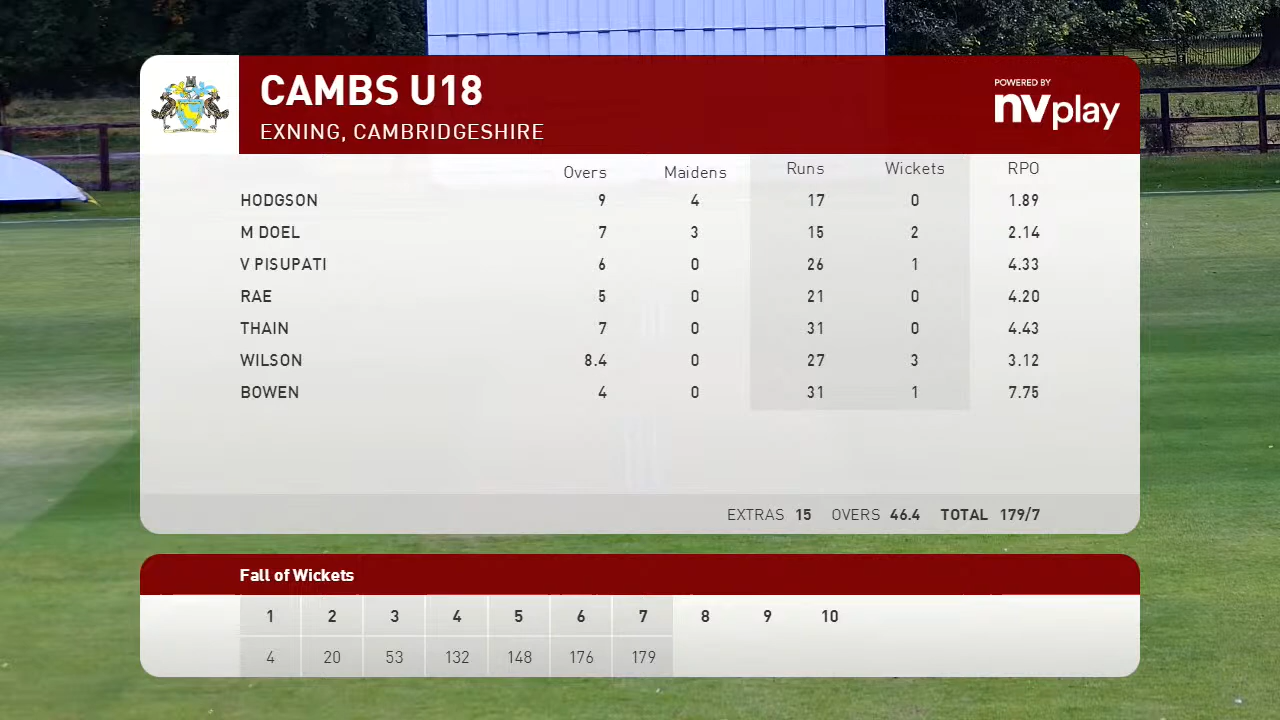 CAMBS U18
EXNING, CAMBRIDGESHIRE
POWERED BY
nvplay
Overs Maidens Runs Wickets RPO
HODGSON 9 4 17 0 1.89
M DOEL 7 3 15 2 2.14
V PISUPATI 6 0 26 1 4.33
RAE 5 0 21 0 4.20
THAIN 7 0 31 0 4.43
WILSON 8.4 0 27 3 3.12
BOWEN 4 0 31 1 7.75
EXTRAS 15 OVERS 46.4 TOTAL 179/7
Fall of Wickets
1 2 3 4 5 6 7 8 9 10
4 20 53 132 148 176 179